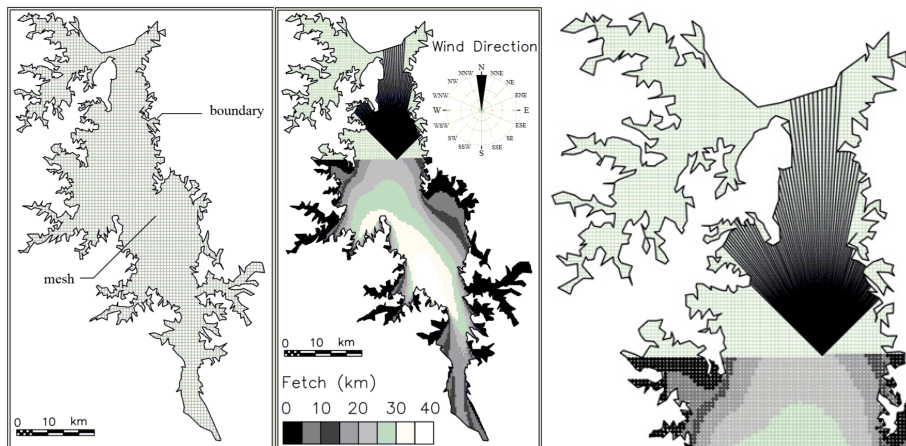 boundary
mesh
0 10 km
Wind Direction
N
NNW NNE
NW NE
WNW ENE
W E
WSW ESE
SW SE
SSW SSE
S
0 10 km
Fetch (km)
0 10 20 30 40